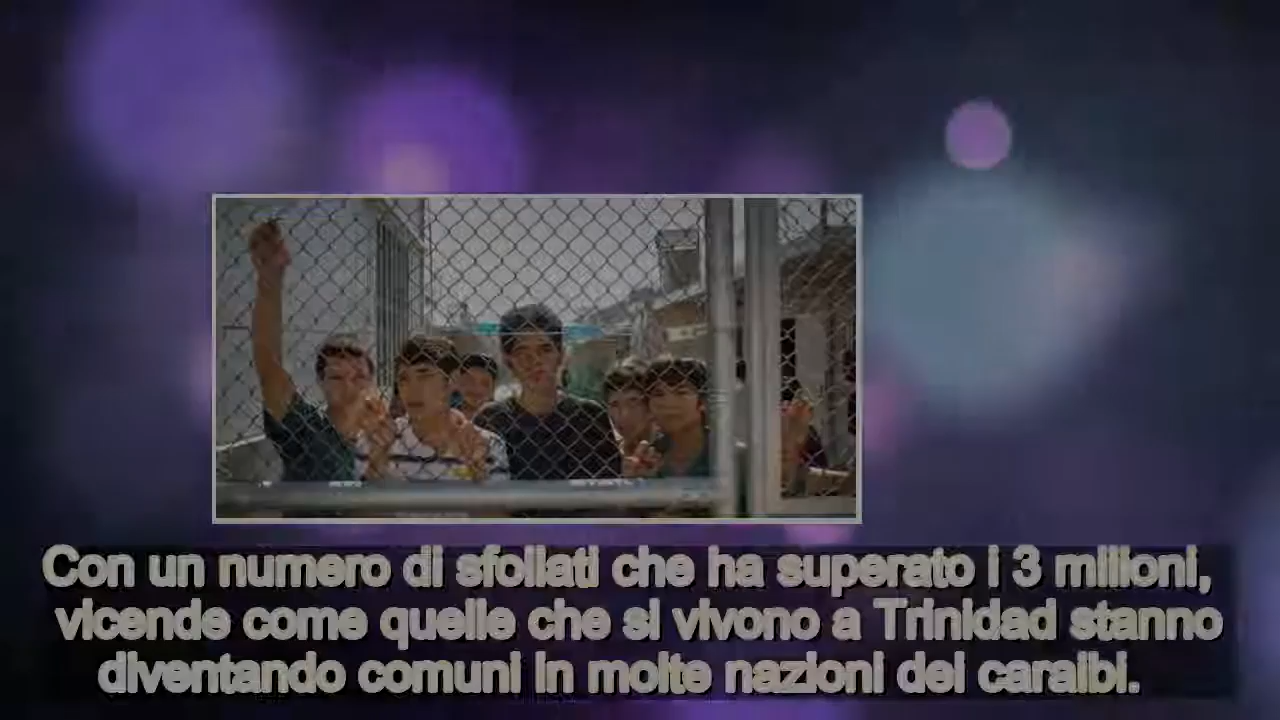 Con un numero di sfollati che ha superato i 3 milioni,
vicende come quelle che si vivono a Trinidad stanno
diventando comuni in molte nazioni dei caraibi.